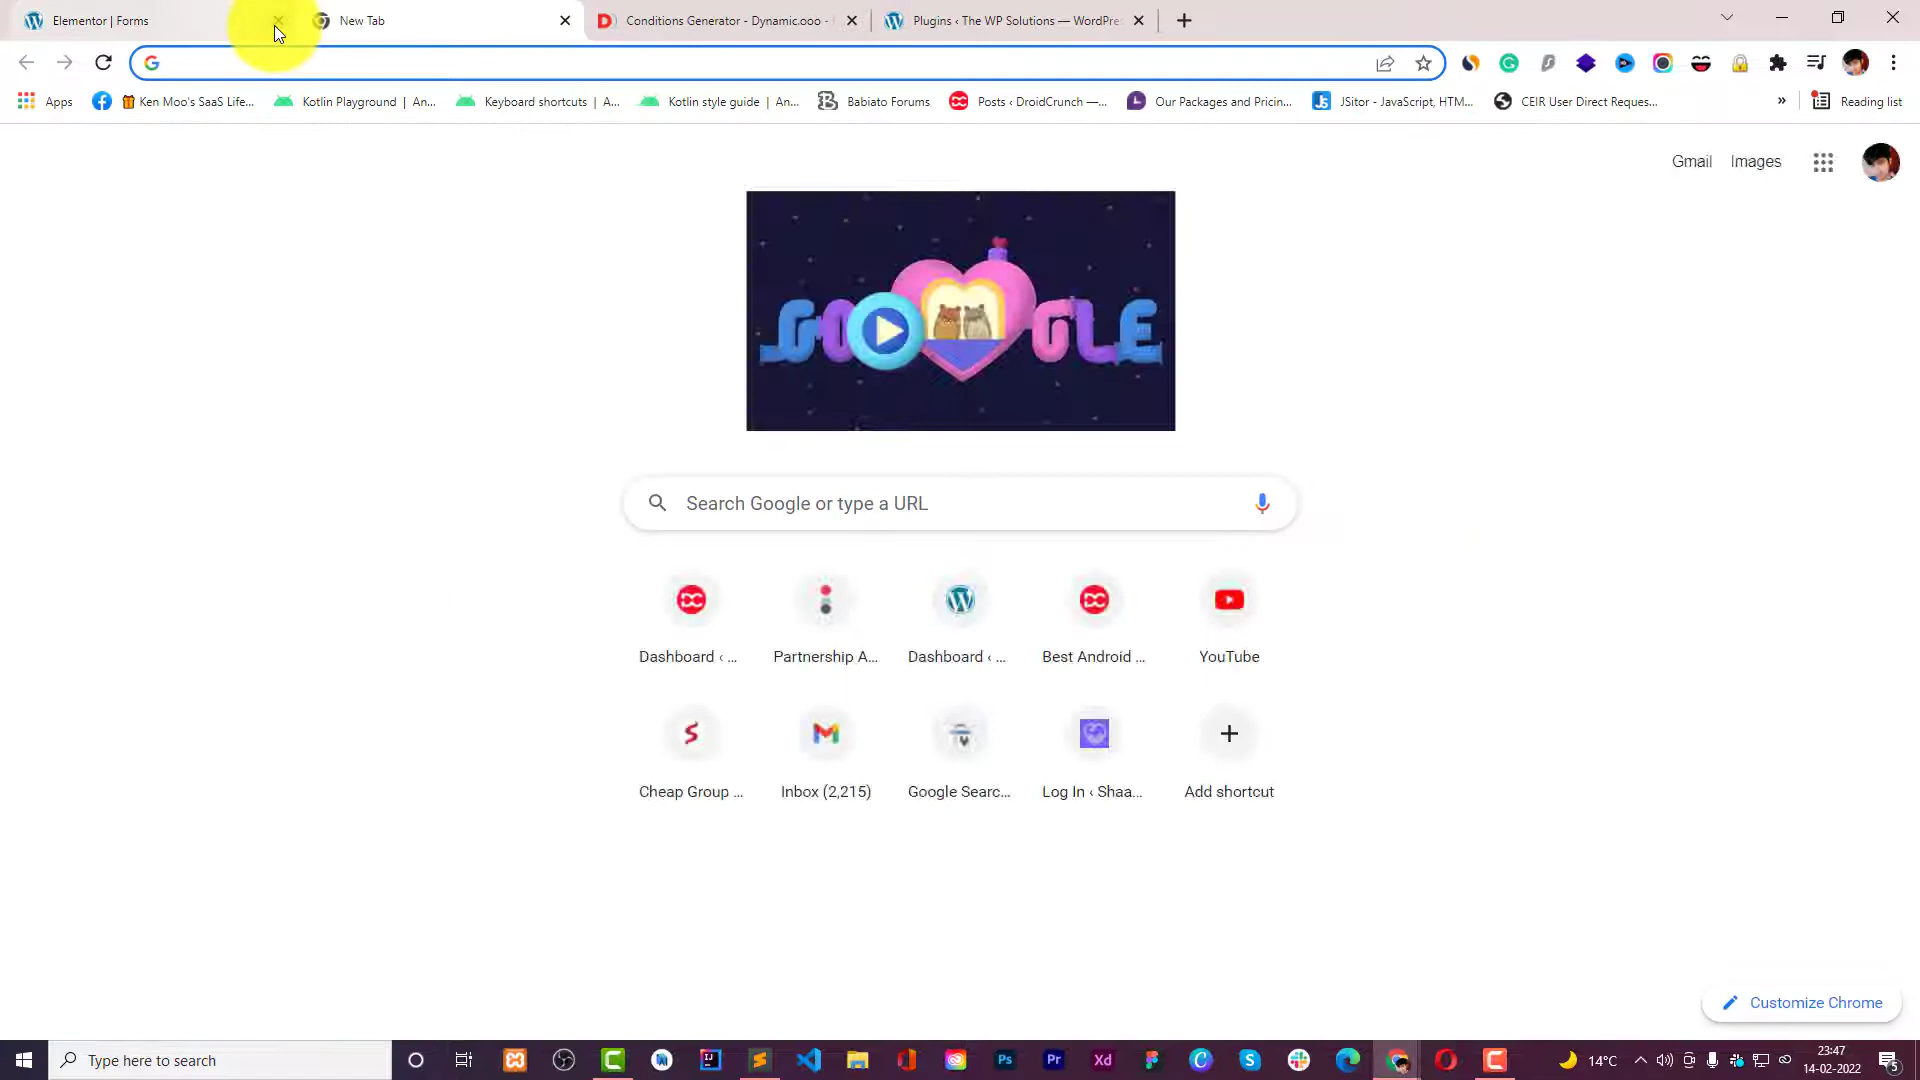 Elementor | Forms
New Tab
Conditions Generator - Dynamic.ooo -
Plugins ‹ The WP Solutions — WordPre
Apps
Ken Moo's SaaS Life...
Kotlin Playground | An...
Keyboard shortcuts | A...
Kotlin style guide | An...
Babiato Forums
Posts ‹ DroidCrunch —...
Our Packages and Pricin...
JSitor - JavaScript, HTM...
CEIR User Direct Reques...
»
Reading list
Gmail
Images
GOOGLE
Search Google or type a URL
Dashboard ‹ ...
Partnership A...
Dashboard ‹ ...
Best Android ...
YouTube
Cheap Group ...
Inbox (2,215)
Google Searc...
Log In ‹ Shaa...
Add shortcut
Customize Chrome
Type here to search
14°C
23:47
14-02-2022
5